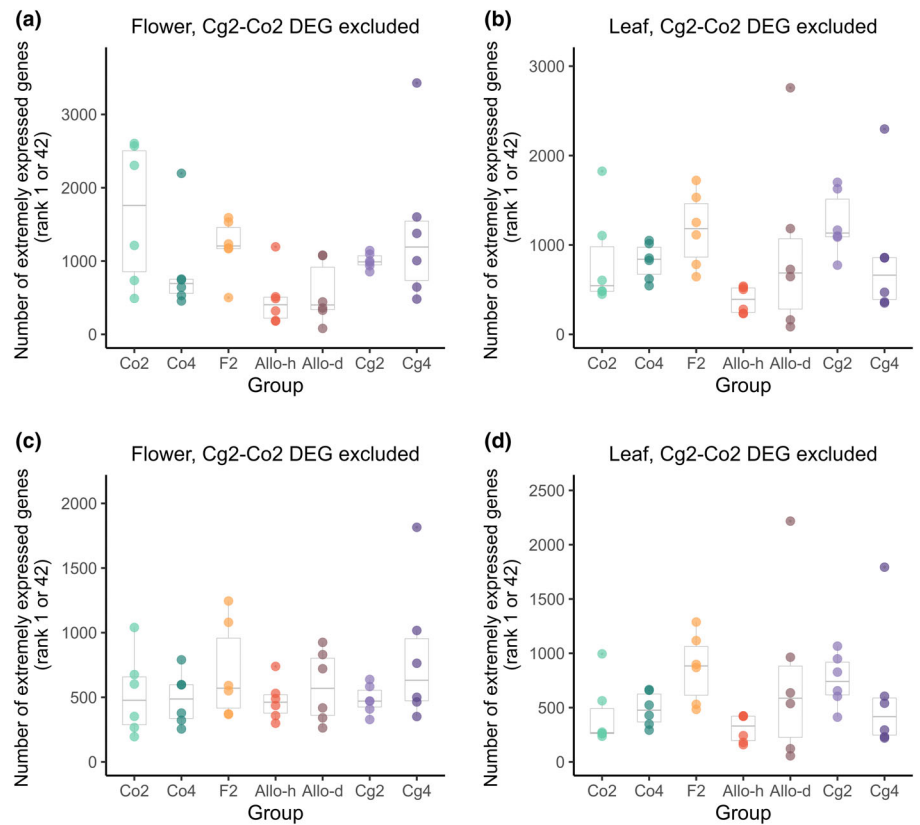 (a)
Flower, Cg2-Co2 DEG excluded
Number of extremely expressed genes
(rank 1 or 42)
3000
2000
1000
0
Co2 Co4 F2 Allo-h Allo-d Cg2 Cg4
Group
(b)
Leaf, Cg2-Co2 DEG excluded
Number of extremely expressed genes
(rank 1 or 42)
3000
2000
1000
0
Co2 Co4 F2 Allo-h Allo-d Cg2 Cg4
Group
(c)
Flower, Cg2-Co2 DEG excluded
Number of extremely expressed genes
(rank 1 or 42)
2000
1500
1000
500
0
Co2 Co4 F2 Allo-h Allo-d Cg2 Cg4
Group
(d)
Leaf, Cg2-Co2 DEG excluded
Number of extremely expressed genes
(rank 1 or 42)
2500
2000
1500
1000
500
0
Co2 Co4 F2 Allo-h Allo-d Cg2 Cg4
Group